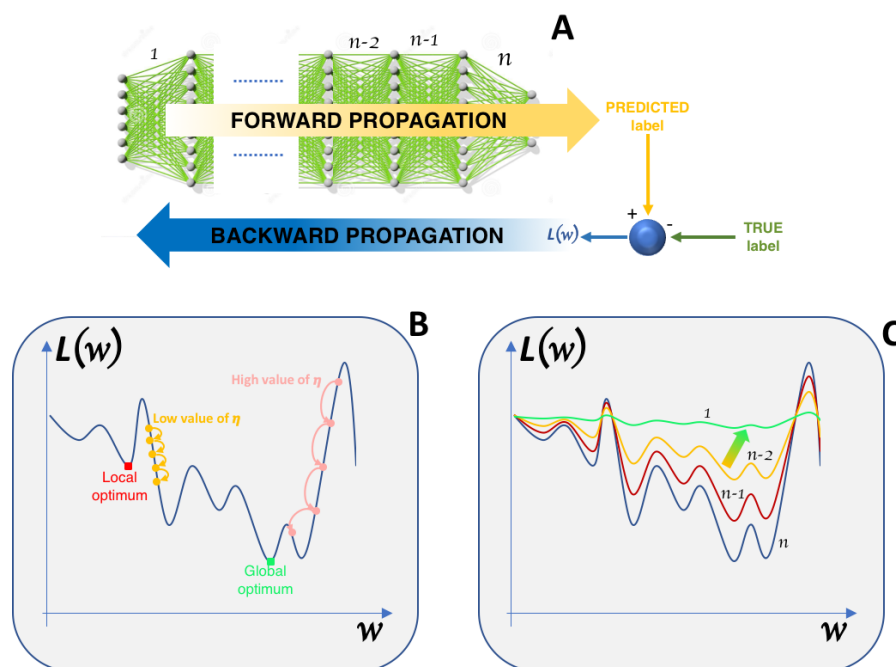 A
1
n-2
n-1
n
FORWARD PROPAGATION
PREDICTED
label
+
-
BACKWARD PROPAGATION
L(w)
TRUE
label
B
L(w)
High value of η
Low value of η
Local
optimum
Global
optimum
w
C
L(w)
1
n-2
n-1
n
w